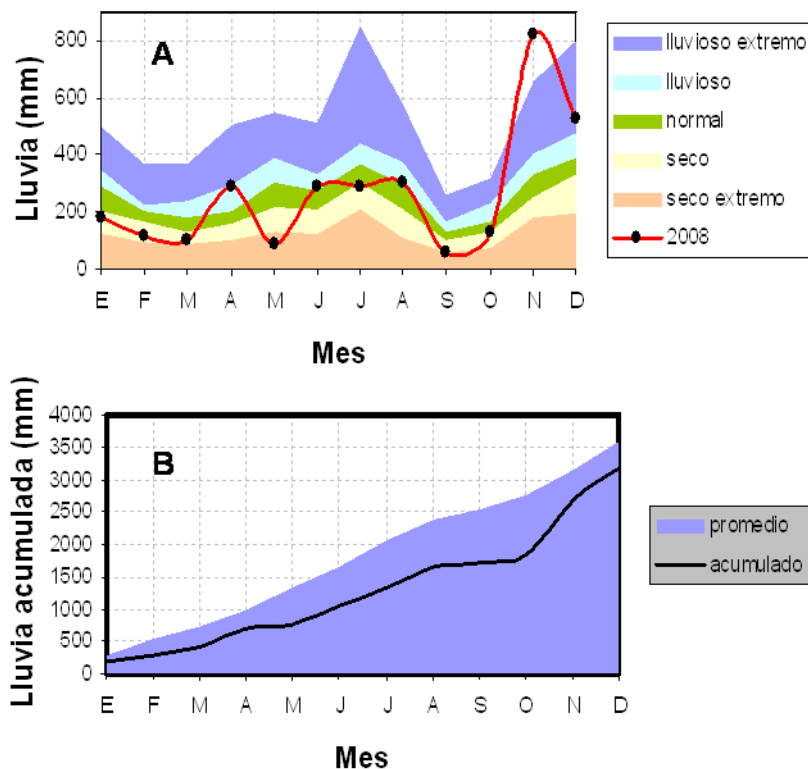 A
Lluvia (mm)
800
600
400
200
0
E F M A M J J A S O N D
Mes
lluvioso extremo
lluvioso
normal
seco
seco extremo
2008
B
Lluvia acumulada (mm)
4000
3500
3000
2500
2000
1500
1000
500
0
E F M A M J J A S O N D
Mes
promedio
acumulado